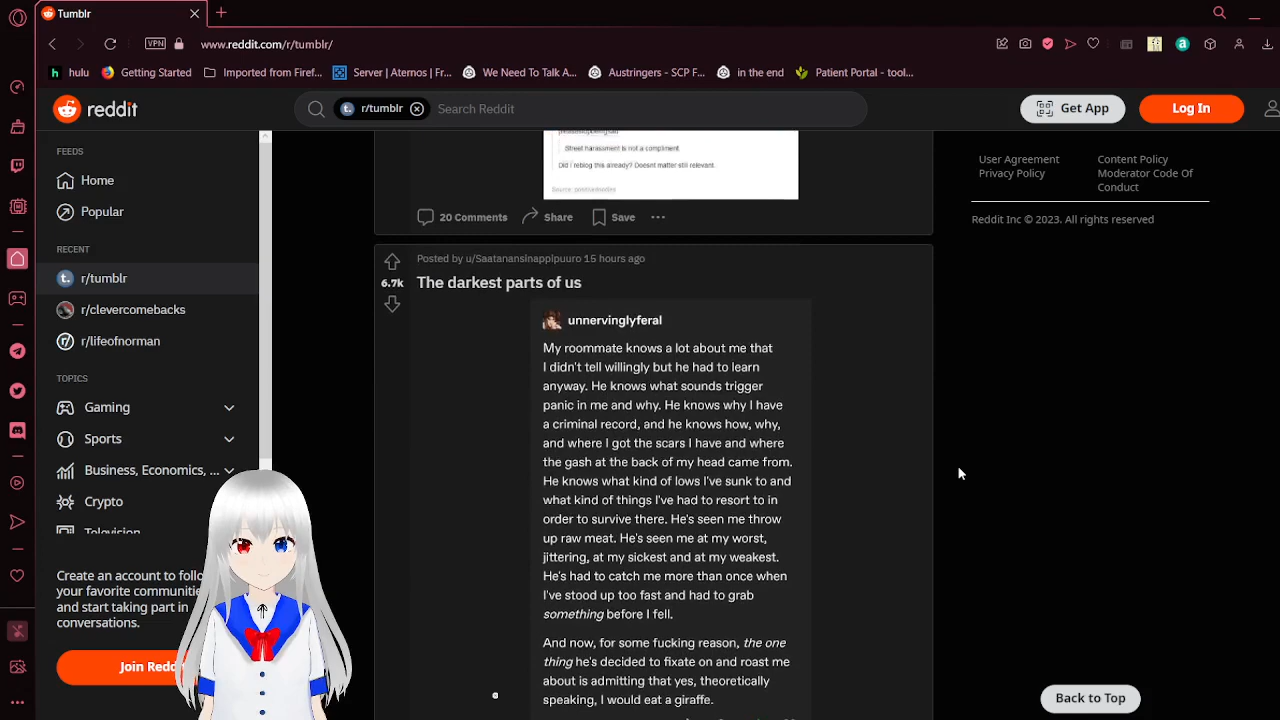 Tumblr
VPN
www.reddit.com/r/tumblr/
hulu
Getting Started
Imported from Firef...
Server | Aternos | Fr...
We Need To Talk A...
Austringers - SCP F...
in the end
Patient Portal - tool...
reddit
r/tumblr
Search Reddit
Get App
Log In
FEEDS
Home
Popular
RECENT
r/tumblr
r/clevercomebacks
r/lifeofnorman
TOPICS
Gaming
Sports
Business, Economics, ...
Crypto
Television
Create an account to follo
your favorite communities
and start taking part in
conversations.
Join Reddi
Street harassment is not a compliment.
Did I reblog this already? Doesnt matter still relevant.
20 Comments
Share
Save
Posted by u/Saatanansinappipuuro 15 hours ago
6.7k
The darkest parts of us
unnervinglyferal
My roommate knows a lot about me that
I didn't tell willingly but he had to learn
anyway. He knows what sounds trigger
panic in me and why. He knows why I have
a criminal record, and he knows how, why,
and where I got the scars I have and where
the gash at the back of my head came from.
He knows what kind of lows I've sunk to and
what kind of things I've had to resort to in
order to survive there. He's seen me throw
up raw meat. He's seen me at my worst,
jittering, at my sickest and at my weakest.
He's had to catch me more than once when
I've stood up too fast and had to grab
something before I fell.
And now, for some fucking reason, the one
thing he's decided to fixate on and roast me
about is admitting that yes, theoretically
speaking, I would eat a giraffe.
User Agreement
Privacy Policy
Content Policy
Moderator Code Of
Conduct
Reddit Inc © 2023. All rights reserved
Back to Top